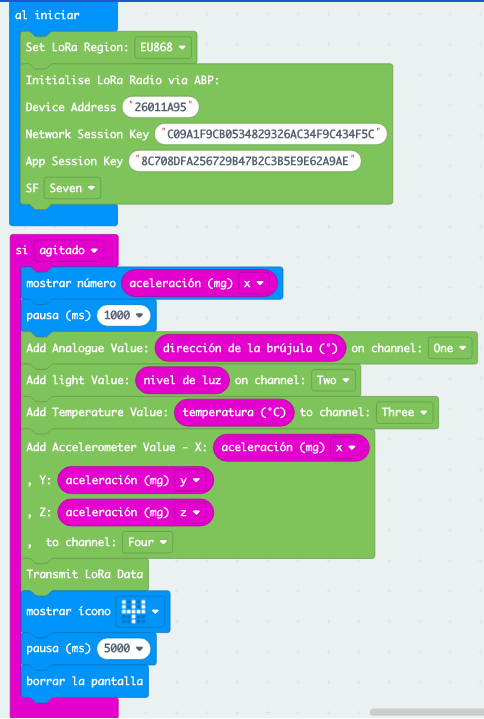 al iniciar
Set LoRa Region: EU868
Initialise LoRa Radio via ABP:
Device Address "26011A95"
Network Session Key "C09A1F9CB0534829326AC34F9C434F5C"
App Session Key "8C708DFA256729B47B2C3B5E9E62A9AE"
SF Seven
si agitado
mostrar número aceleración (mg) x
pausa (ms) 1000
Add Analogue Value: dirección de la brújula (°) on channel: One
Add light Value: nivel de luz on channel: Two
Add Temperature Value: temperatura (°C) to channel: Three
Add Accelerometer Value - X: aceleración (mg) x
, Y: aceleración (mg) y
, Z: aceleración (mg) z
, to channel: Four
Transmit LoRa Data
mostrar ícono
pausa (ms) 5000
borrar la pantalla